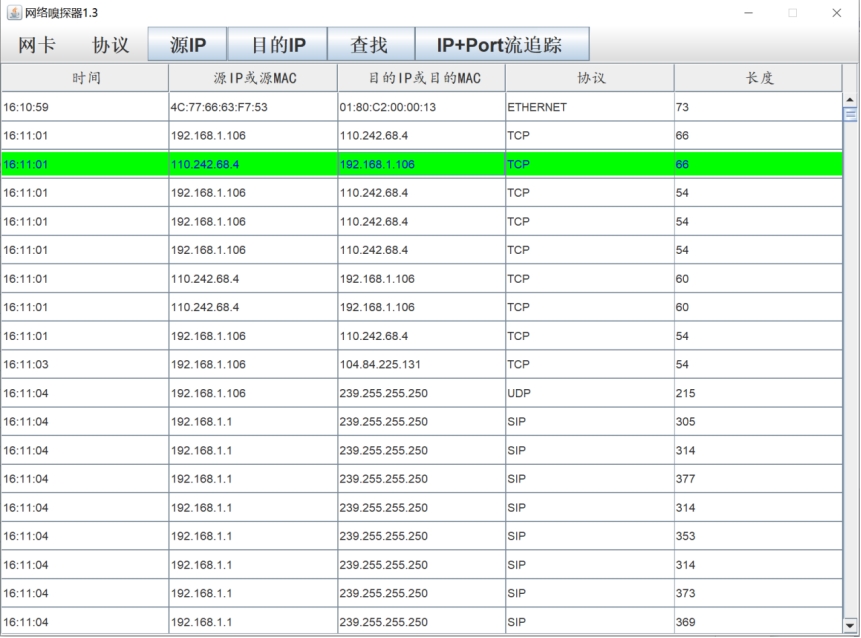 网络嗅探器1.3
网卡 协议 源IP 目的IP 查找 IP+Port流追踪
时间 源IP或源MAC 目的IP或目的MAC 协议 长度
16:10:59 4C:77:66:63:F7:53 01:80:C2:00:00:13 ETHERNET 73
16:11:01 192.168.1.106 110.242.68.4 TCP 66
16:11:01 110.242.68.4 192.168.1.106 TCP 66
16:11:01 192.168.1.106 110.242.68.4 TCP 54
16:11:01 192.168.1.106 110.242.68.4 TCP 54
16:11:01 192.168.1.106 110.242.68.4 TCP 54
16:11:01 110.242.68.4 192.168.1.106 TCP 60
16:11:01 110.242.68.4 192.168.1.106 TCP 60
16:11:01 192.168.1.106 110.242.68.4 TCP 54
16:11:03 192.168.1.106 104.84.225.131 TCP 54
16:11:04 192.168.1.106 239.255.255.250 UDP 215
16:11:04 192.168.1.1 239.255.255.250 SIP 305
16:11:04 192.168.1.1 239.255.255.250 SIP 314
16:11:04 192.168.1.1 239.255.255.250 SIP 377
16:11:04 192.168.1.1 239.255.255.250 SIP 314
16:11:04 192.168.1.1 239.255.255.250 SIP 353
16:11:04 192.168.1.1 239.255.255.250 SIP 314
16:11:04 192.168.1.1 239.255.255.250 SIP 373
16:11:04 192.168.1.1 239.255.255.250 SIP 369